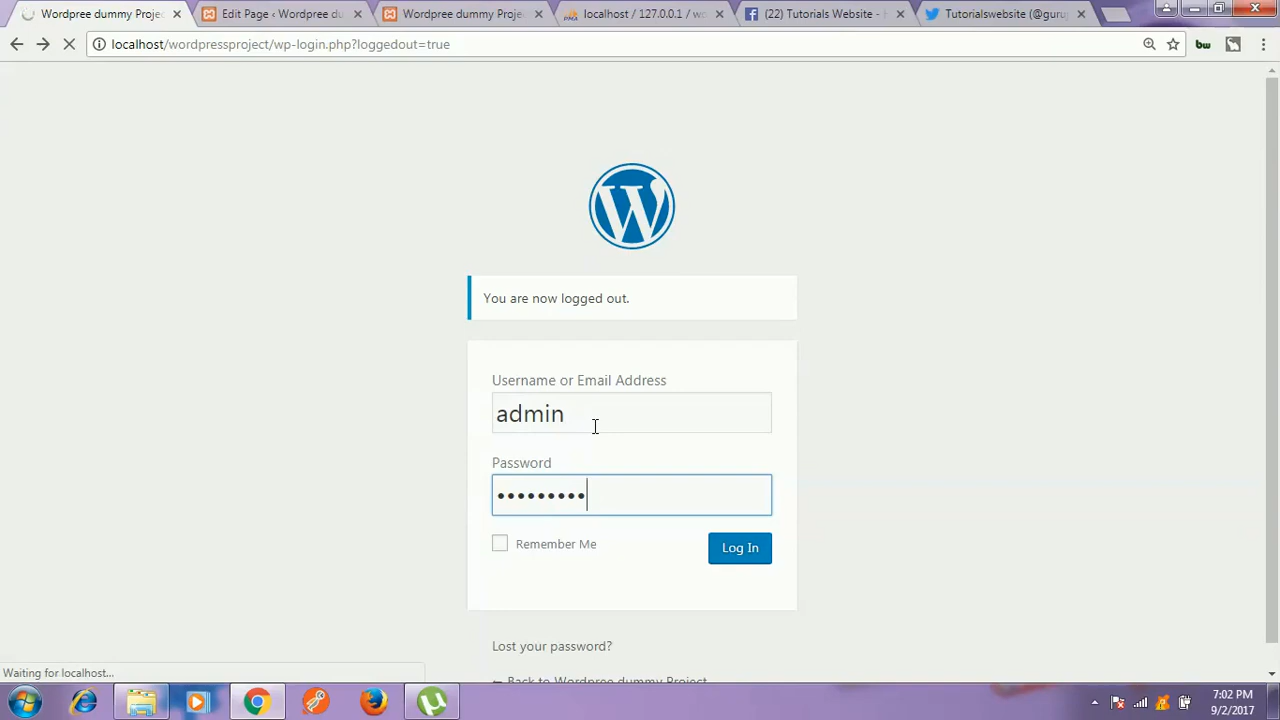 Wordpree dummy Proje
Edit Page ‹ Wordpree du
Wordpree dummy Proje
localhost / 127.0.0.1 / wo
(22) Tutorials Website -
Tutorialswebsite (@guru
localhost/wordpressproject/wp-login.php?loggedout=true
You are now logged out.
Username or Email Address
admin
Password
Remember Me
Log In
Lost your password?
← Back to Wordpree dummy Project
Waiting for localhost...
7:02 PM
9/2/2017